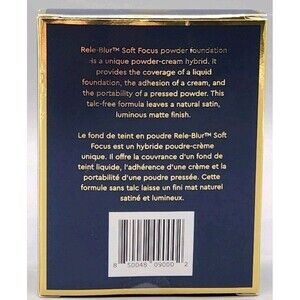 Rele-Blur™ Soft Focus powder foundation
is a unique powder-cream hybrid. It
provides the coverage of a liquid
foundation, the adhesion of a cream, and
the portability of a pressed powder. This
talc-free formula leaves a natural satin,
luminous matte finish.
Le fond de teint en poudre Rele-Blur™ Soft
Focus est un hybride poudre-crème
unique. Il offre la couvrance d'un fond de
teint liquide, l'adhérence d'une crème et la
portabilité d'une poudre pressée. Cette
formule sans talc laisse un fini mat naturel
satiné et lumineux.
8 50048 09000 2